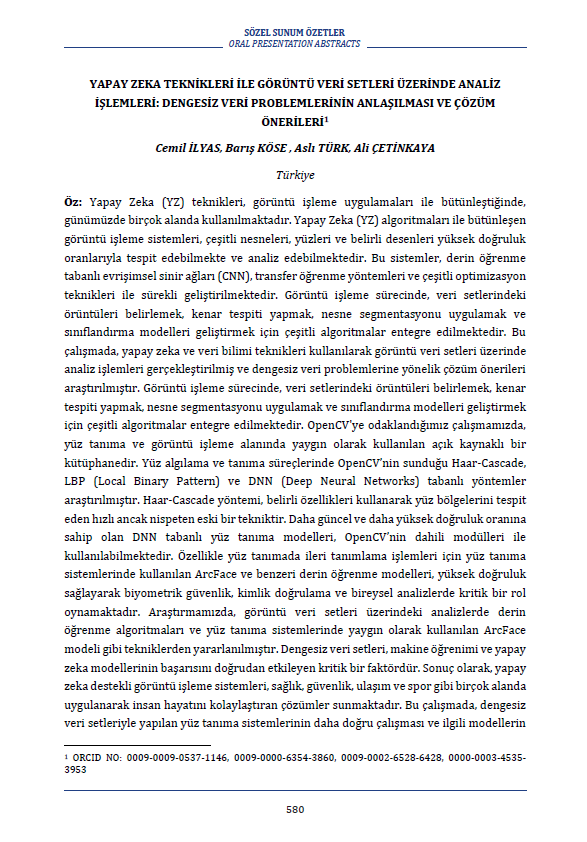 SÖZEL SUNUM ÖZETLER
ORAL PRESENTATION ABSTRACTS
YAPAY ZEKA TEKNİKLERİ İLE GÖRÜNTÜ VERİ SETLERİ ÜZERİNDE ANALİZ
İŞLEMLERİ: DENGESİZ VERİ PROBLEMLERİNİN ANLAŞILMASI VE ÇÖZÜM
ÖNERİLERİ¹
Cemil İLYAS, Barış KÖSE , Aslı TÜRK, Ali ÇETİNKAYA
Türkiye
Öz: Yapay Zeka (YZ) teknikleri, görüntü işleme uygulamaları ile bütünleştiğinde,
günümüzde birçok alanda kullanılmaktadır. Yapay Zeka (YZ) algoritmaları ile bütünleşen
görüntü işleme sistemleri, çeşitli nesneleri, yüzleri ve belirli desenleri yüksek doğruluk
oranlarıyla tespit edebilmekte ve analiz edebilmektedir. Bu sistemler, derin öğrenme
tabanlı evrişimsel sinir ağları (CNN), transfer öğrenme yöntemleri ve çeşitli optimizasyon
teknikleri ile sürekli geliştirilmektedir. Görüntü işleme sürecinde, veri setlerindeki
örüntüleri belirlemek, kenar tespiti yapmak, nesne segmentasyonu uygulamak ve
sınıflandırma modelleri geliştirmek için çeşitli algoritmalar entegre edilmektedir. Bu
çalışmada, yapay zeka ve veri bilimi teknikleri kullanılarak görüntü veri setleri üzerinde
analiz işlemleri gerçekleştirilmiş ve dengesiz veri problemlerine yönelik çözüm önerileri
araştırılmıştır. Görüntü işleme sürecinde, veri setlerindeki örüntüleri belirlemek, kenar
tespiti yapmak, nesne segmentasyonu uygulamak ve sınıflandırma modelleri geliştirmek
için çeşitli algoritmalar entegre edilmektedir. OpenCV'ye odaklandığımız çalışmamızda,
yüz tanıma ve görüntü işleme alanında yaygın olarak kullanılan açık kaynaklı bir
kütüphanedir. Yüz algılama ve tanıma süreçlerinde OpenCV'nin sunduğu Haar-Cascade,
LBP (Local Binary Pattern) ve DNN (Deep Neural Networks) tabanlı yöntemler
araştırılmıştır. Haar-Cascade yöntemi, belirli özellikleri kullanarak yüz bölgelerini tespit
eden hızlı ancak nispeten eski bir tekniktir. Daha güncel ve daha yüksek doğruluk oranına
sahip olan DNN tabanlı yüz tanıma modelleri, OpenCV'nin dahili modülleri ile
kullanılabilmektedir. Özellikle yüz tanımada ileri tanımlama işlemleri için yüz tanıma
sistemlerinde kullanılan ArcFace ve benzeri derin öğrenme modelleri, yüksek doğruluk
sağlayarak biyometrik güvenlik, kimlik doğrulama ve bireysel analizlerde kritik bir rol
oynamaktadır. Araştırmamızda, görüntü veri setleri üzerindeki analizlerde derin
öğrenme algoritmaları ve yüz tanıma sistemlerinde yaygın olarak kullanılan ArcFace
modeli gibi tekniklerden yararlanılmıştır. Dengesiz veri setleri, makine öğrenimi ve yapay
zeka modellerinin başarısını doğrudan etkileyen kritik bir faktördür. Sonuç olarak, yapay
zeka destekli görüntü işleme sistemleri, sağlık, güvenlik, ulaşım ve spor gibi birçok alanda
uygulanarak insan hayatını kolaylaştıran çözümler sunmaktadır. Bu çalışmada, dengesiz
veri setleriyle yapılan yüz tanıma sistemlerinin daha doğru çalışması ve ilgili modellerin
¹ ORCID NO: 0009-0009-0537-1146, 0009-0000-6354-3860, 0009-0002-6528-6428, 0000-0003-4535-
3953
580